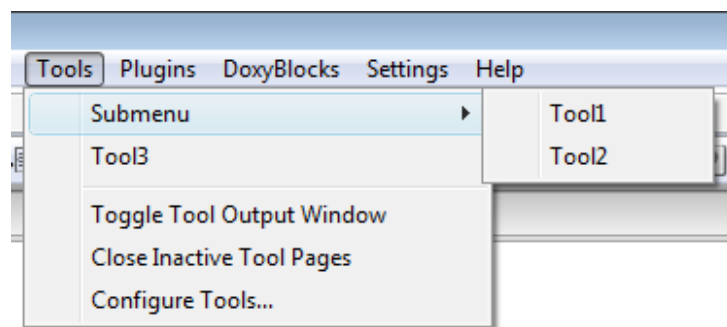 Tools Plugins DoxyBlocks Settings Help
Submenu Tool1
Tool3 Tool2
Toggle Tool Output Window
Close Inactive Tool Pages
Configure Tools...